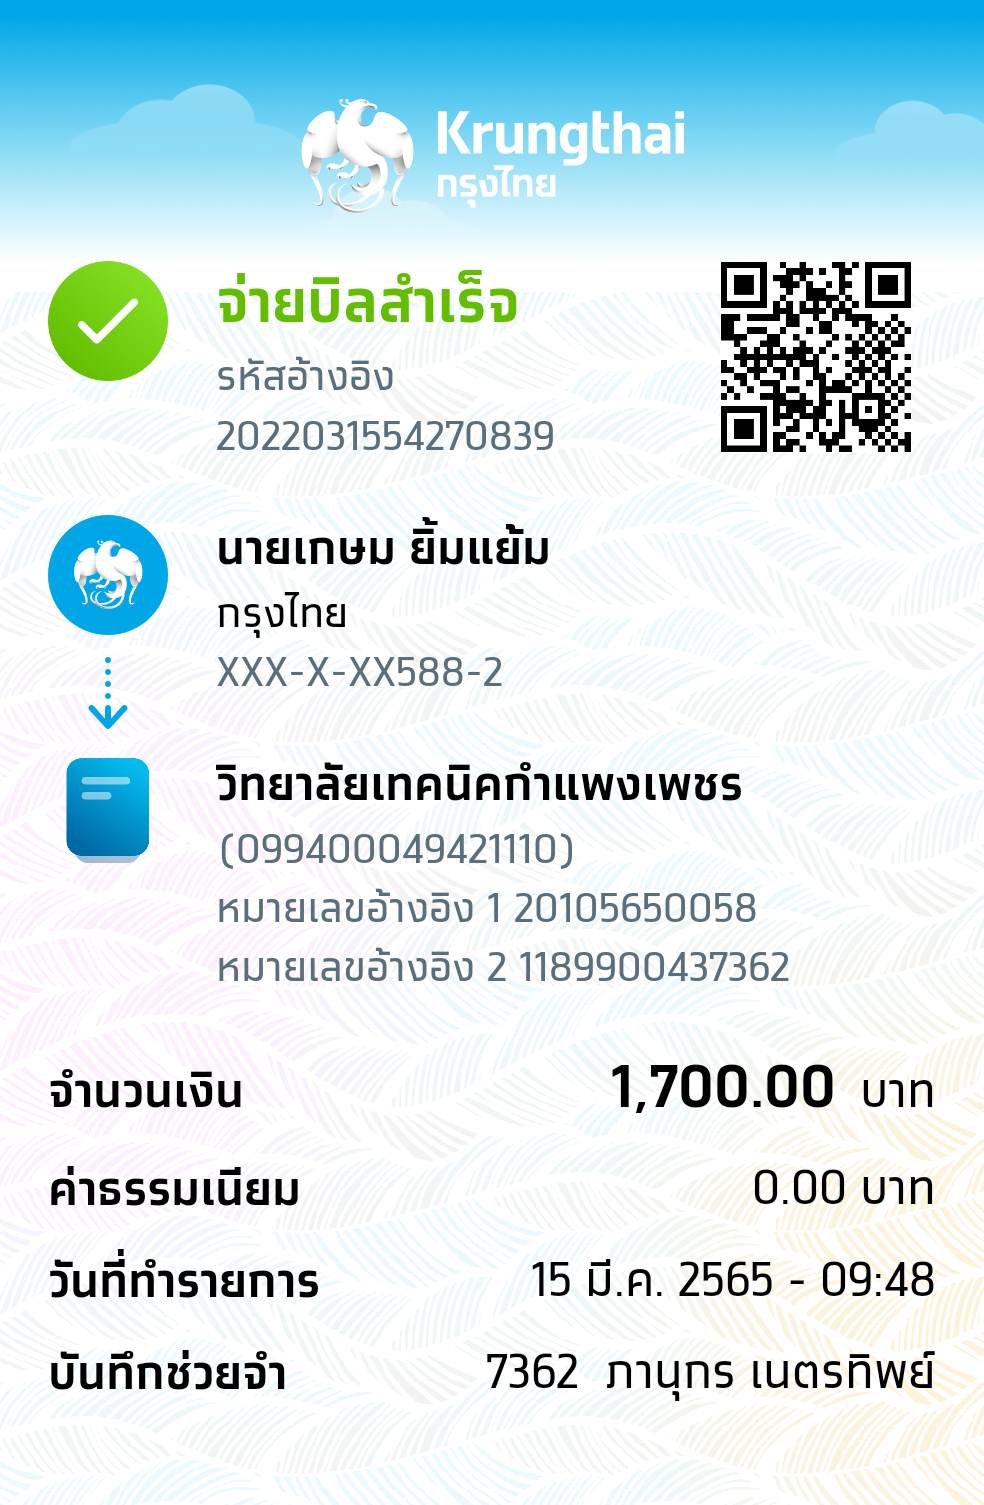 Krungthai
กรุงไทย
จ่ายบิลสำเร็จ
รหัสอ้างอิง
2022031554270839
นายเกษม ยิ้มแย้ม
กรุงไทย
XXX-X-XX588-2
วิทยาลัยเทคนิคกำแพงเพชร
(099400049421110)
หมายเลขอ้างอิง 1 20105650058
หมายเลขอ้างอิง 2 1189900437362
จำนวนเงิน 1,700.00 บาท
ค่าธรรมเนียม 0.00 บาท
วันที่ทำรายการ 15 มี.ค. 2565 - 09:48
บันทึกช่วยจำ 7362 ภานุกร เนตรทิพย์